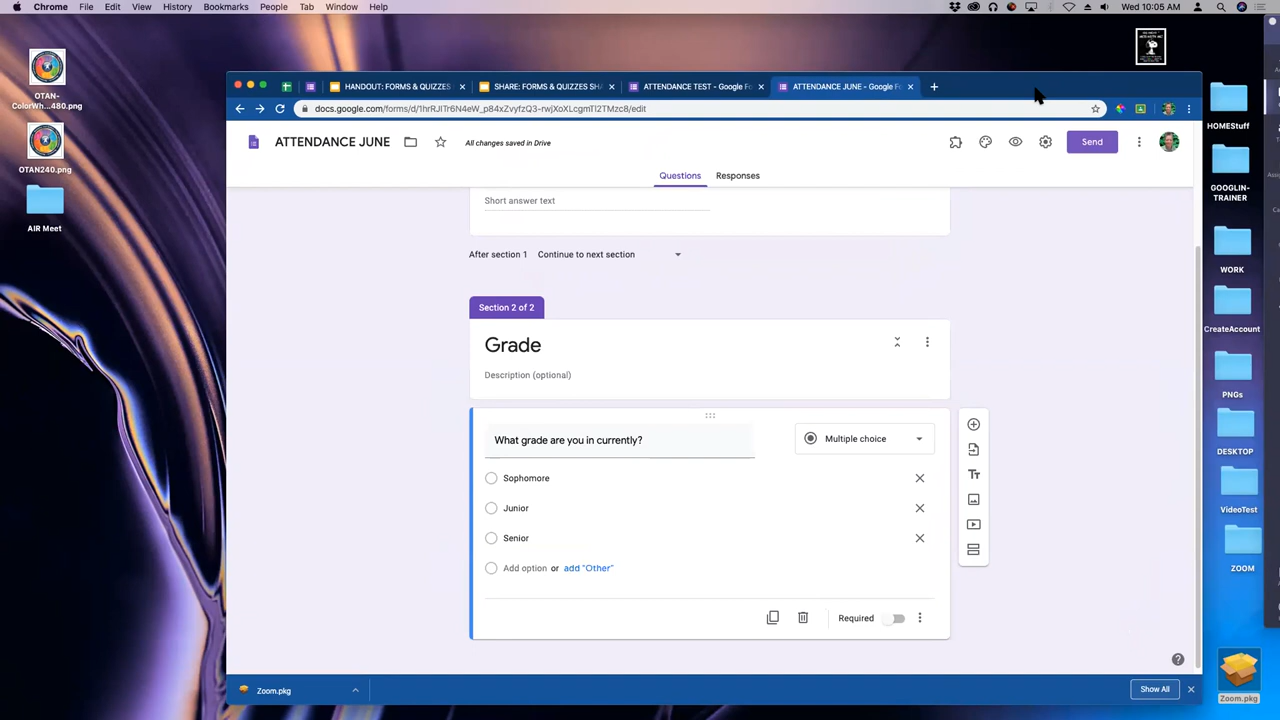 Chrome File Edit View History Bookmarks People Tab Window Help Wed 10:05 AM
HANDOUT: FORMS & QUIZZES SHARE: FORMS & QUIZZES SHA ATTENDANCE TEST - Google Fo ATTENDANCE JUNE - Google Fo
docs.google.com/forms/d/1hrRJlTr6N4eW_p84xZvyfzQ3-rwjXoXLcgmTl2TMzc8/edit
ATTENDANCE JUNE All changes saved in Drive Send
Questions Responses
Short answer text
After section 1 Continue to next section
Section 2 of 2
Grade
Description (optional)
What grade are you in currently? Multiple choice
Sophomore
Junior
Senior
Add option or add "Other"
Required
Zoom.pkg Show All
OTAN-
ColorWh...480.png
OTAN240.png
AIR Meet
HOMEStuff
GOOGLIN-
TRAINER
WORK
CreateAccount
PNGs
DESKTOP
VideoTest
ZOOM
Zoom.pkg